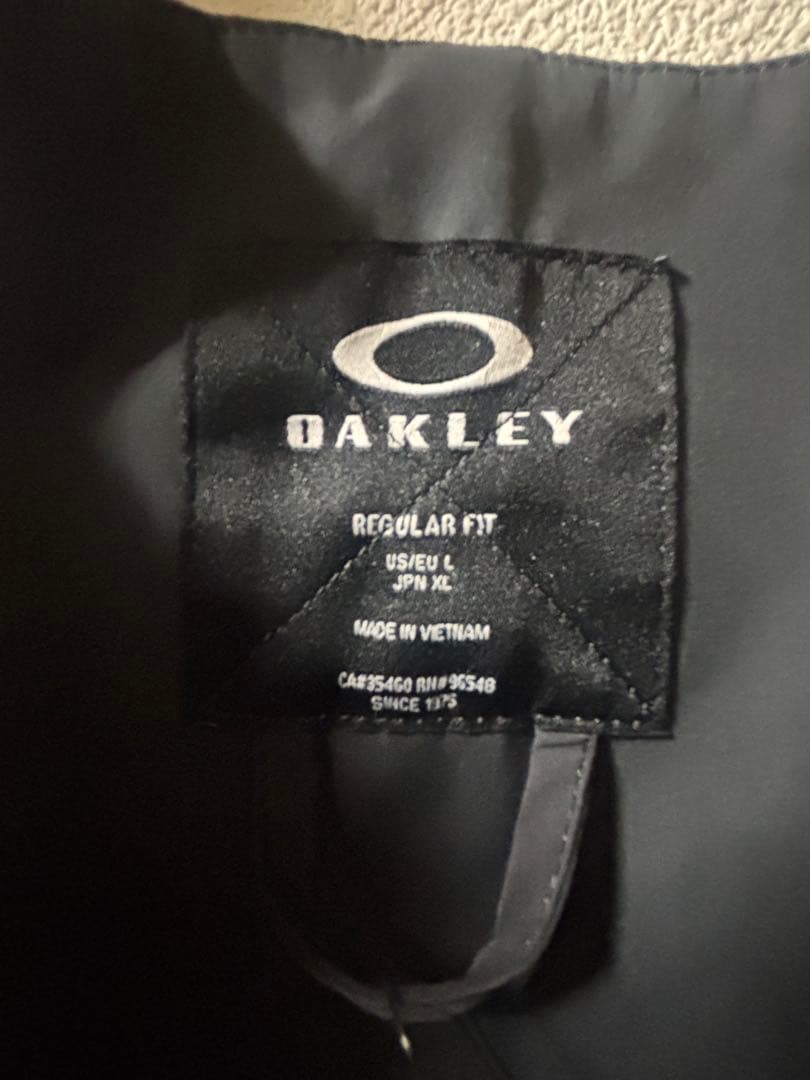 OAKLEY
REGULAR FIT
US/EU L
JPN XL
MADE IN VIETNAM
CA#35460 RN#96548
SINCE 1975